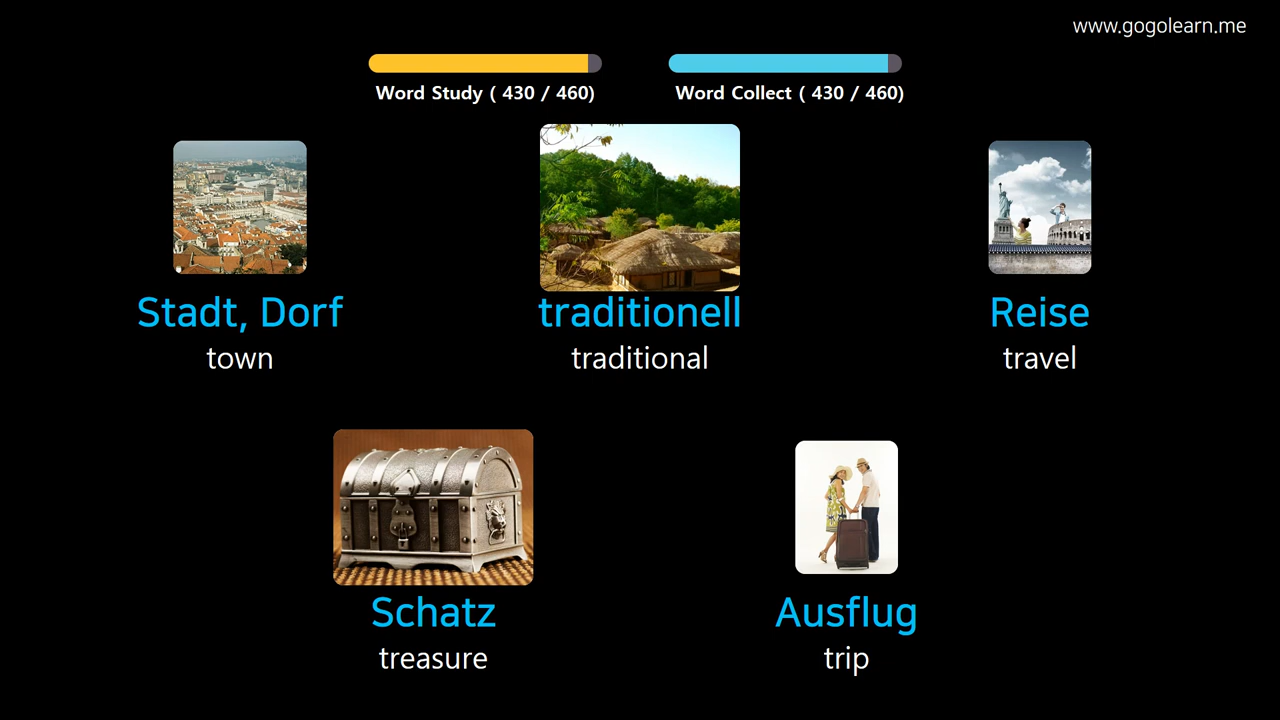 www.gogolearn.me
Word Study ( 430 / 460)
Word Collect ( 430 / 460)
Stadt, Dorf
town
traditionell
traditional
Reise
travel
Schatz
treasure
Ausflug
trip